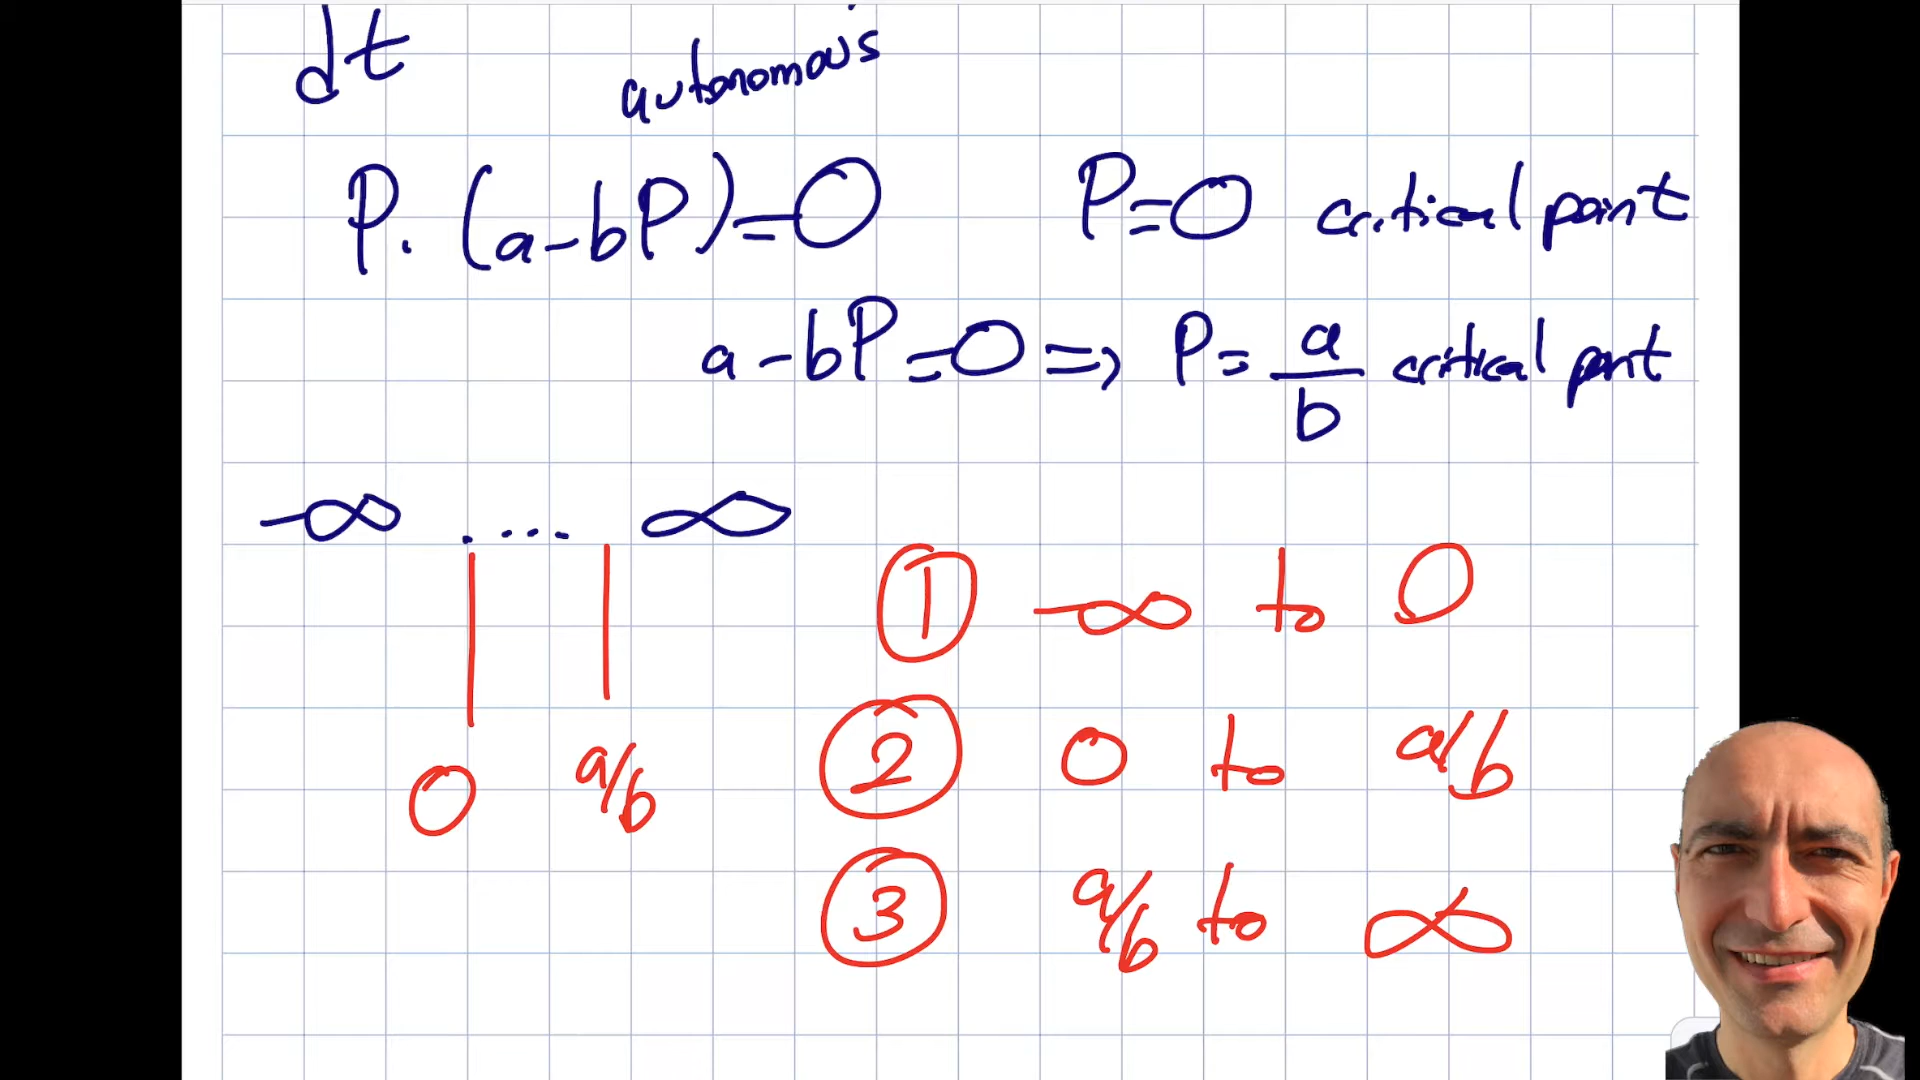 dt
autonomous
P. (a-bP)=0 P=0 critical point
a-bP=0 => P= a/b critical point
-∞ ..... ∞
0 a/b
1 -∞ to 0
2 0 to a/b
3 a/b to ∞